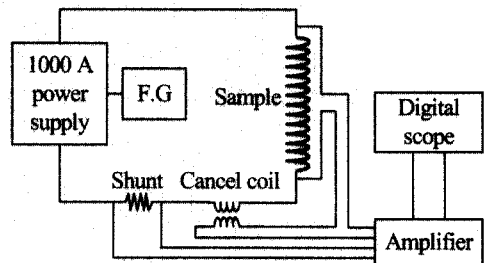 1000 A
power
supply
F.G
Sample
Digital
scope
Shunt
Cancel coil
Amplifier